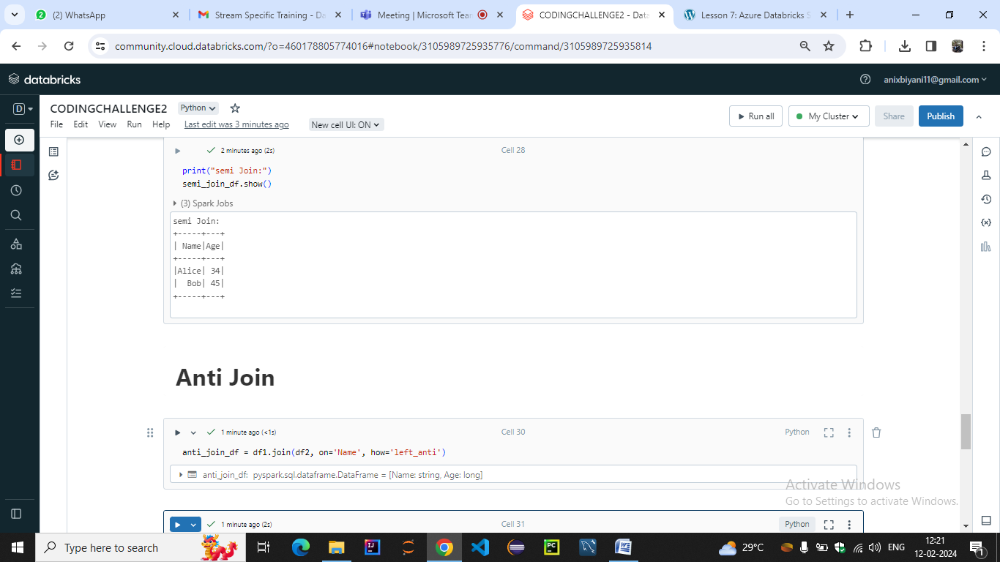 (2) WhatsApp
Stream Specific Training - Da
Meeting | Microsoft Tear
CODINGCHALLENGE2 - Data
Lesson 7: Azure Databricks S
community.cloud.databricks.com/?o=460178805774016#notebook/3105989725935776/command/3105989725935814
databricks
anixbiyani11@gmail.com
D
CODINGCHALLENGE2
Python
File Edit View Run Help
Last edit was 3 minutes ago
New cell UI: ON
Run all
My Cluster
Share
Publish
2 minutes ago (2s)
Cell 28
print("semi Join:")
semi_join_df.show()
(3) Spark Jobs
semi Join:
+-----+---+
| Name|Age|
+-----+---+
|Alice| 34|
|  Bob| 45|
+-----+---+
Anti Join
1 minute ago (<1s)
Cell 30
Python
anti_join_df = df1.join(df2, on='Name', how='left_anti')
anti_join_df: pyspark.sql.dataframe.DataFrame = [Name: string, Age: long]
Activate Windows
Go to Settings to activate Windows.
1 minute ago (2s)
Cell 31
Python
Type here to search
29°C
ENG
12:21
12-02-2024
1